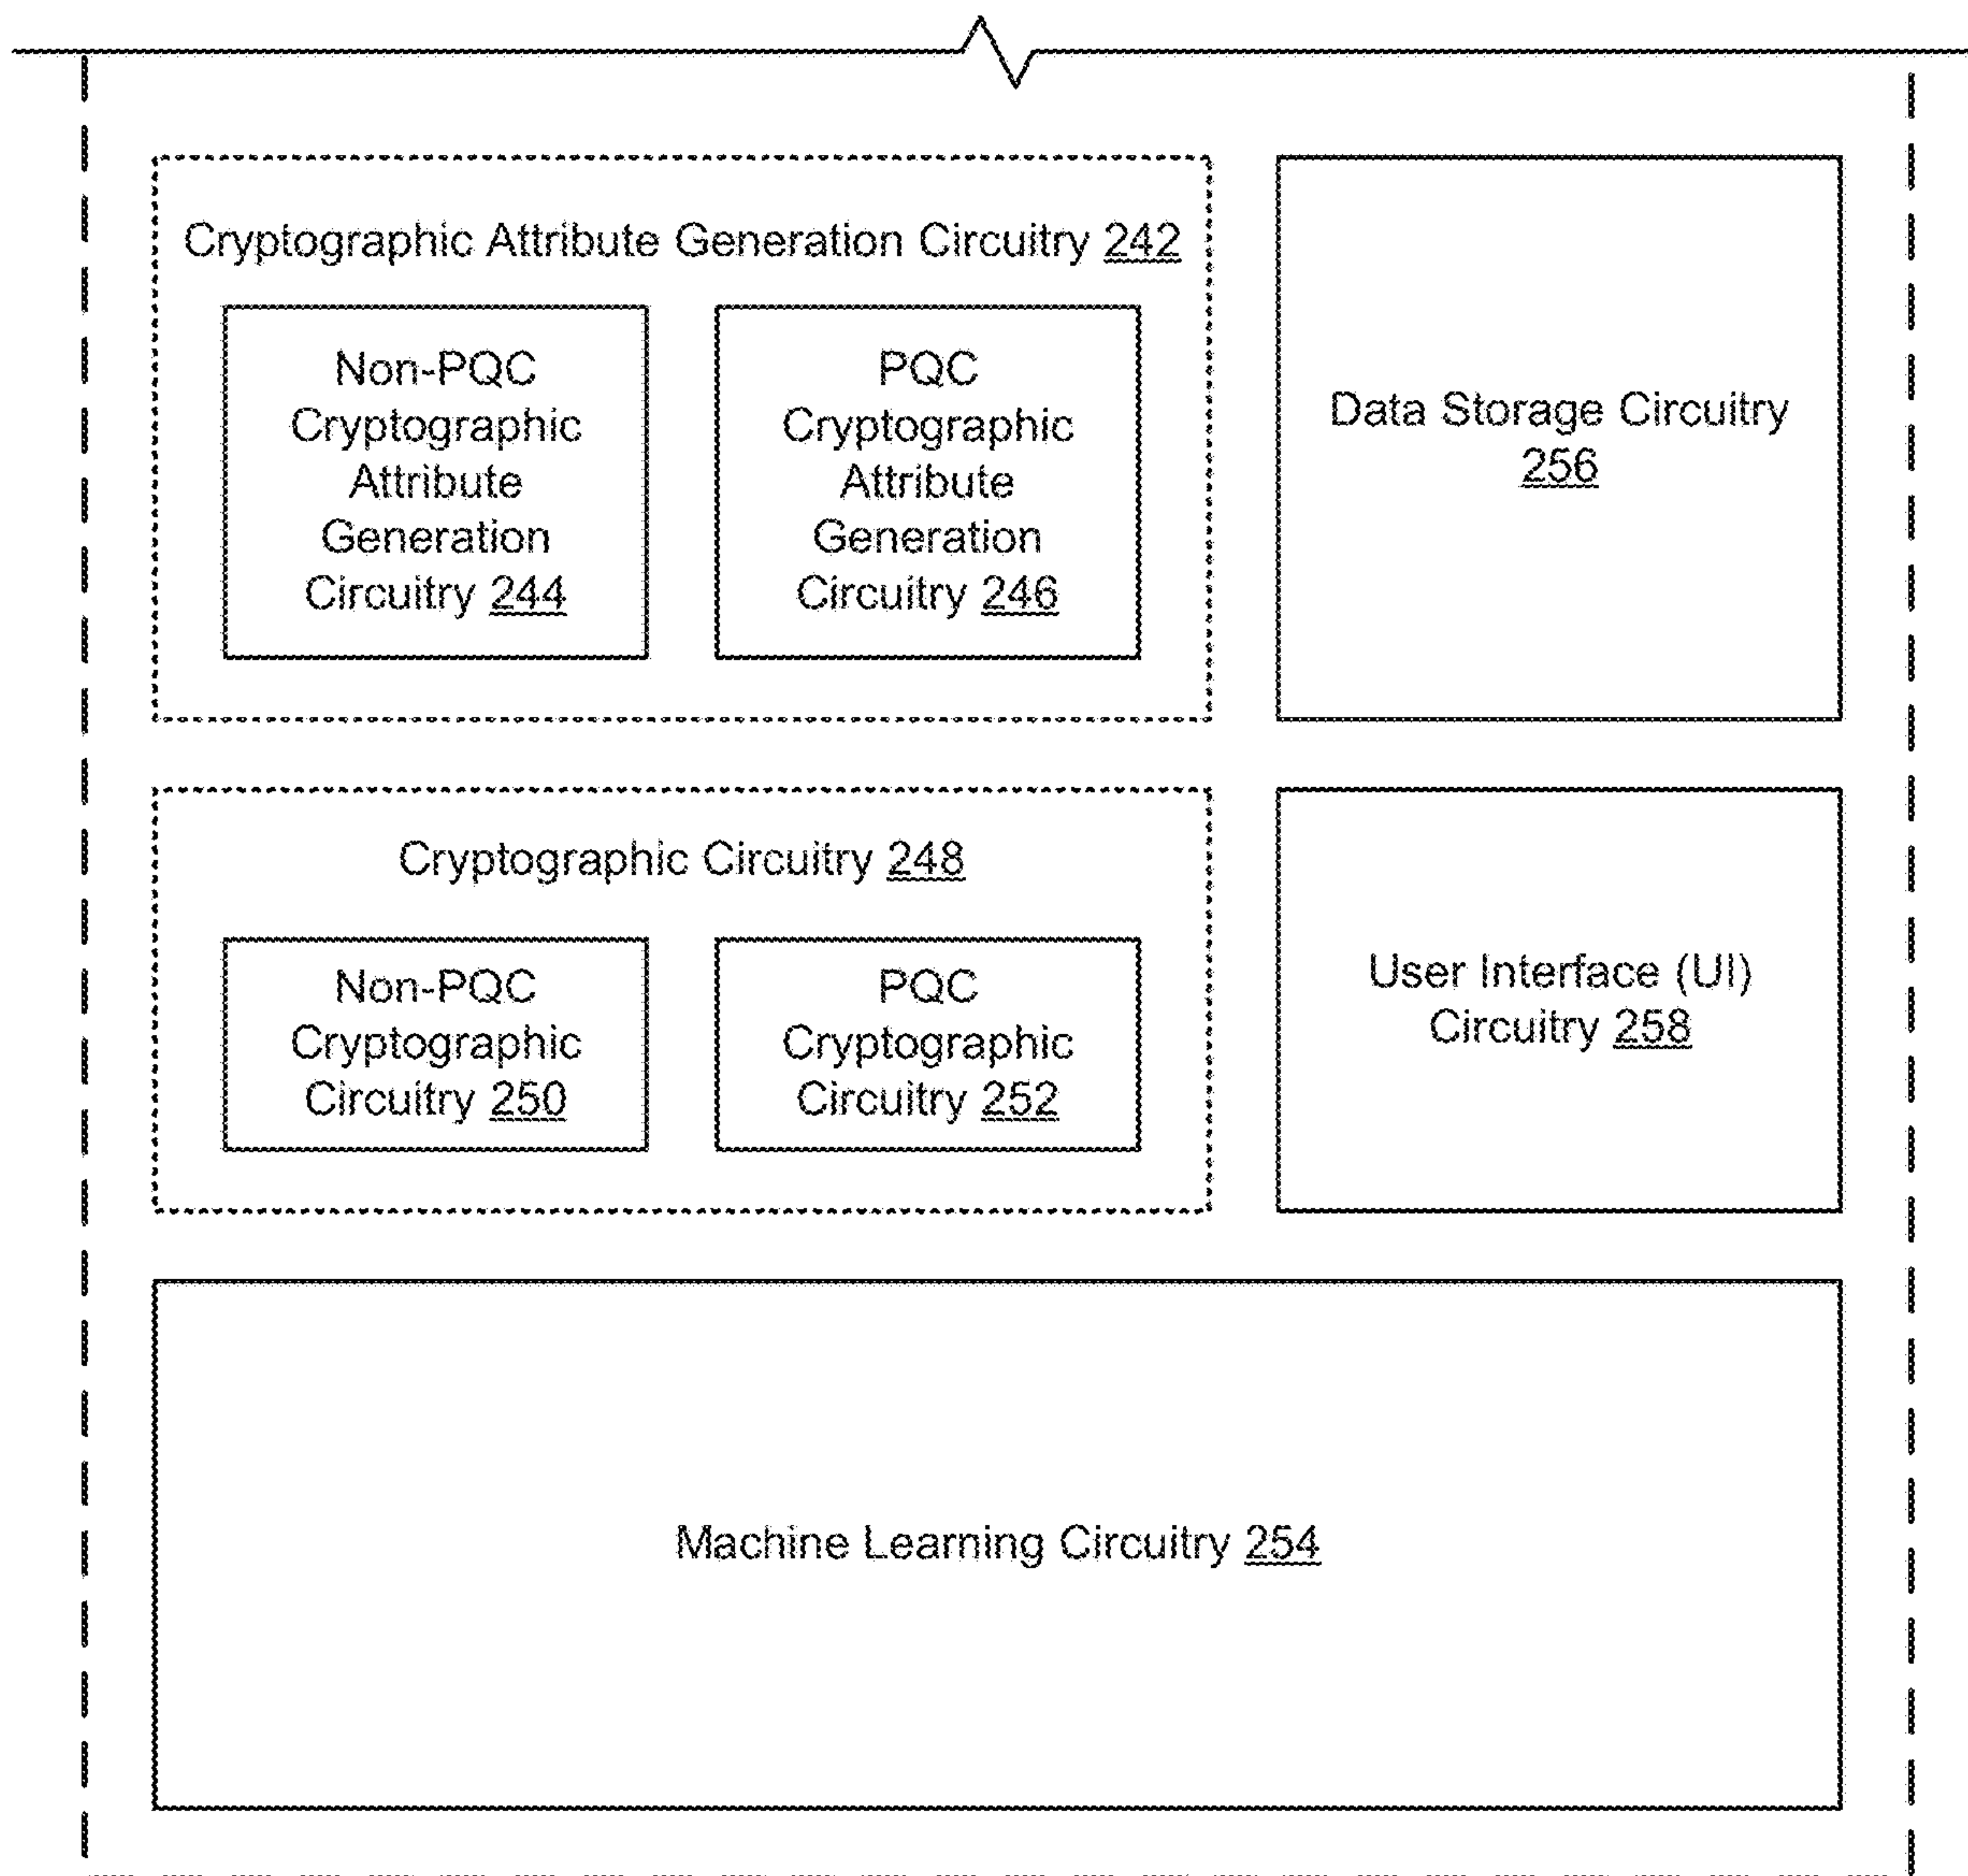 Cryptographic Attribute Generation Circuitry 242
Non-PQC
Cryptographic
Attribute
Generation
Circuitry 244
PQC
Cryptographic
Attribute
Generation
Circuitry 246
Data Storage Circuitry
256
Cryptographic Circuitry 248
Non-PQC
Cryptographic
Circuitry 250
PQC
Cryptographic
Circuitry 252
User Interface (UI)
Circuitry 258
Machine Learning Circuitry 254